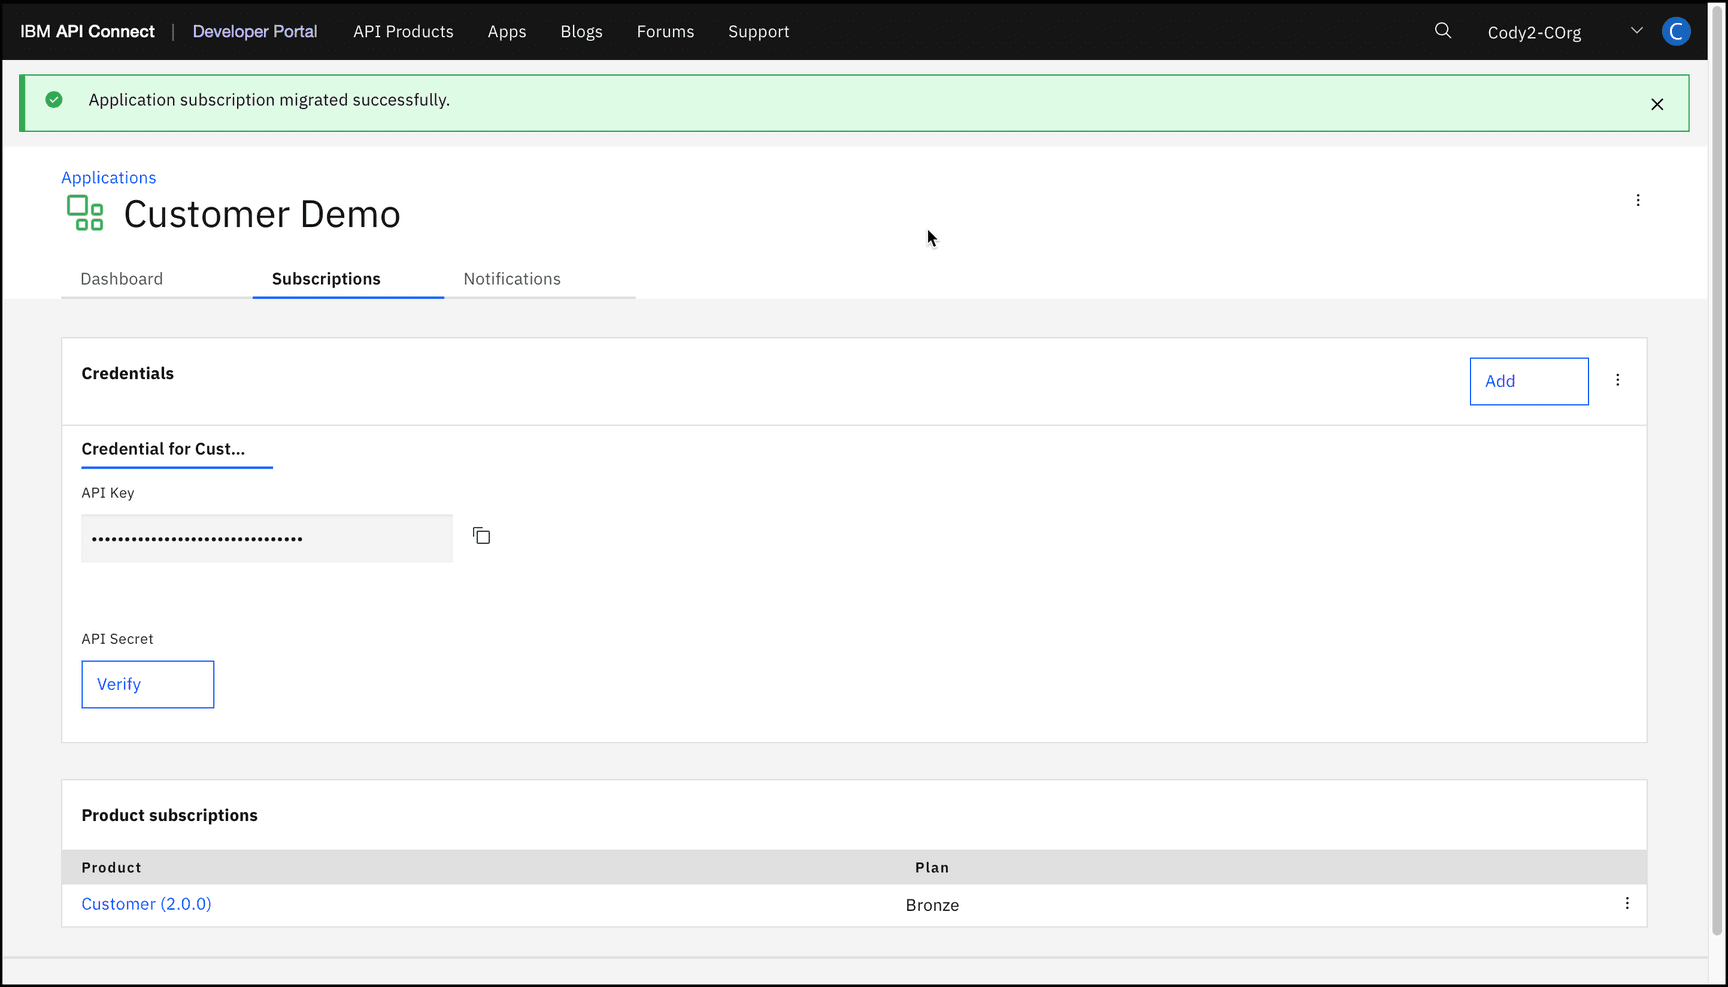 IBM API Connect | Developer Portal API Products Apps Blogs Forums Support Cody2-COrg C
Application subscription migrated successfully.
Applications
Customer Demo
Dashboard Subscriptions Notifications
Credentials Add
Credential for Cust...
API Key
••••••••••••••••••••••••••••••••
API Secret
Verify
Product subscriptions
Product Plan
Customer (2.0.0) Bronze